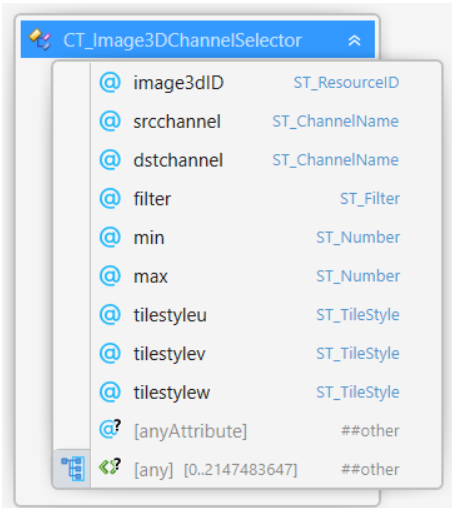 CT_Image3DChannelSelector
image3dID ST_ResourceID
srcchannel ST_ChannelName
dstchannel ST_ChannelName
filter ST_Filter
min ST_Number
max ST_Number
tilestyleu ST_TileStyle
tilestylev ST_TileStyle
tilestylew ST_TileStyle
[anyAttribute] ##other
[any] [0..2147483647] ##other